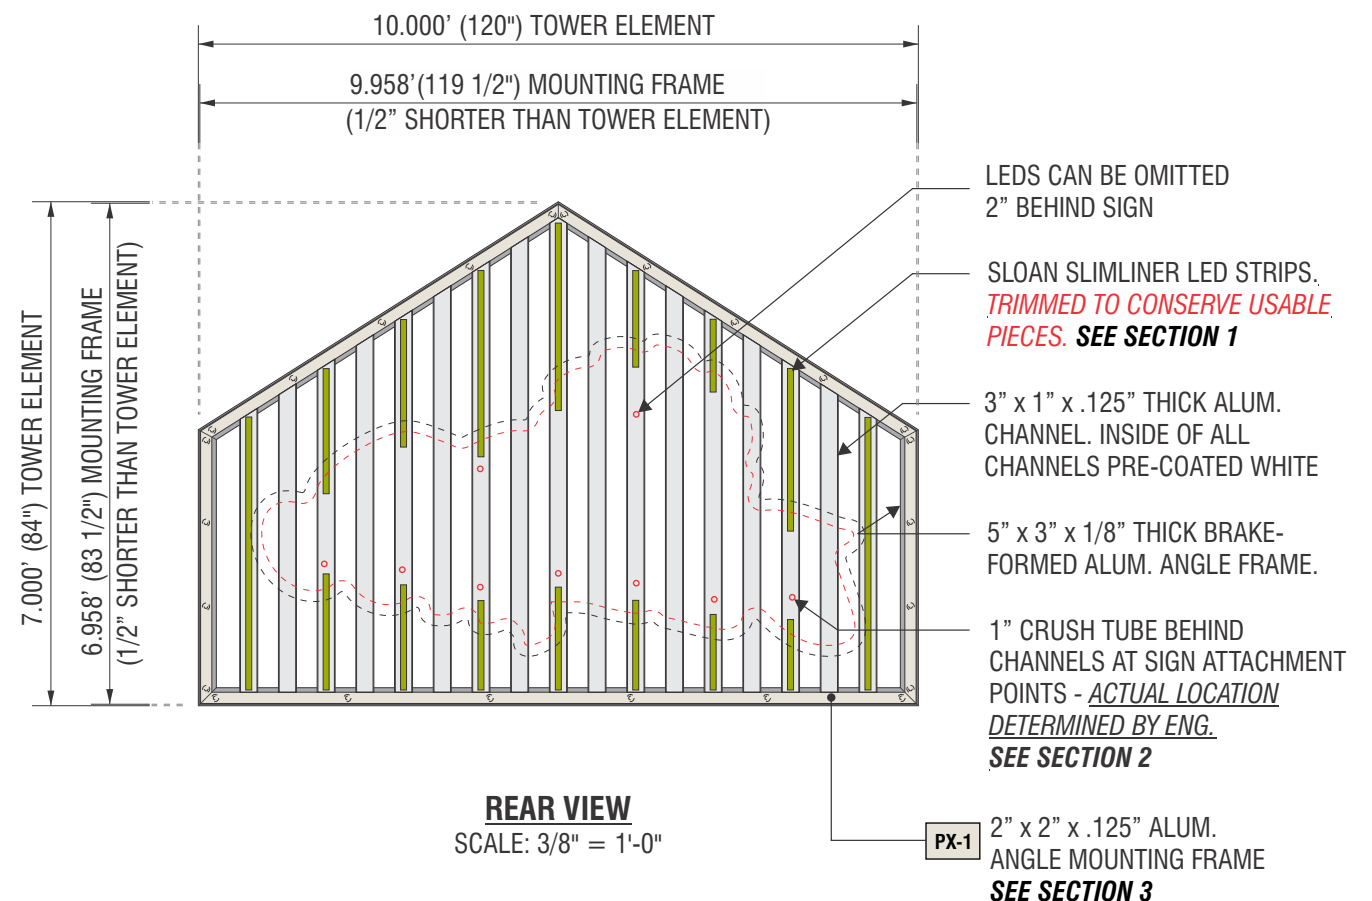 10.000’ (120") TOWER ELEMENT
9.958’(119 1/2") MOUNTING FRAME
(1/2” SHORTER THAN TOWER ELEMENT)
7.000’ (84") TOWER ELEMENT
6.958’ (83 1/2") MOUNTING FRAME
(1/2” SHORTER THAN TOWER ELEMENT)
LEDS CAN BE OMITTED
2” BEHIND SIGN
SLOAN SLIMLINER LED STRIPS.
TRIMMED TO CONSERVE USABLE
PIECES. SEE SECTION 1
3” x 1” x .125” THICK ALUM.
CHANNEL. INSIDE OF ALL
CHANNELS PRE-COATED WHITE
5” x 3” x 1/8” THICK BRAKE-
FORMED ALUM. ANGLE FRAME.
1” CRUSH TUBE BEHIND
CHANNELS AT SIGN ATTACHMENT
POINTS - ACTUAL LOCATION
DETERMINED BY ENG.
SEE SECTION 2
PX-1
2” x 2” x .125” ALUM.
ANGLE MOUNTING FRAME
SEE SECTION 3
REAR VIEW
SCALE: 3/8" = 1'-0"